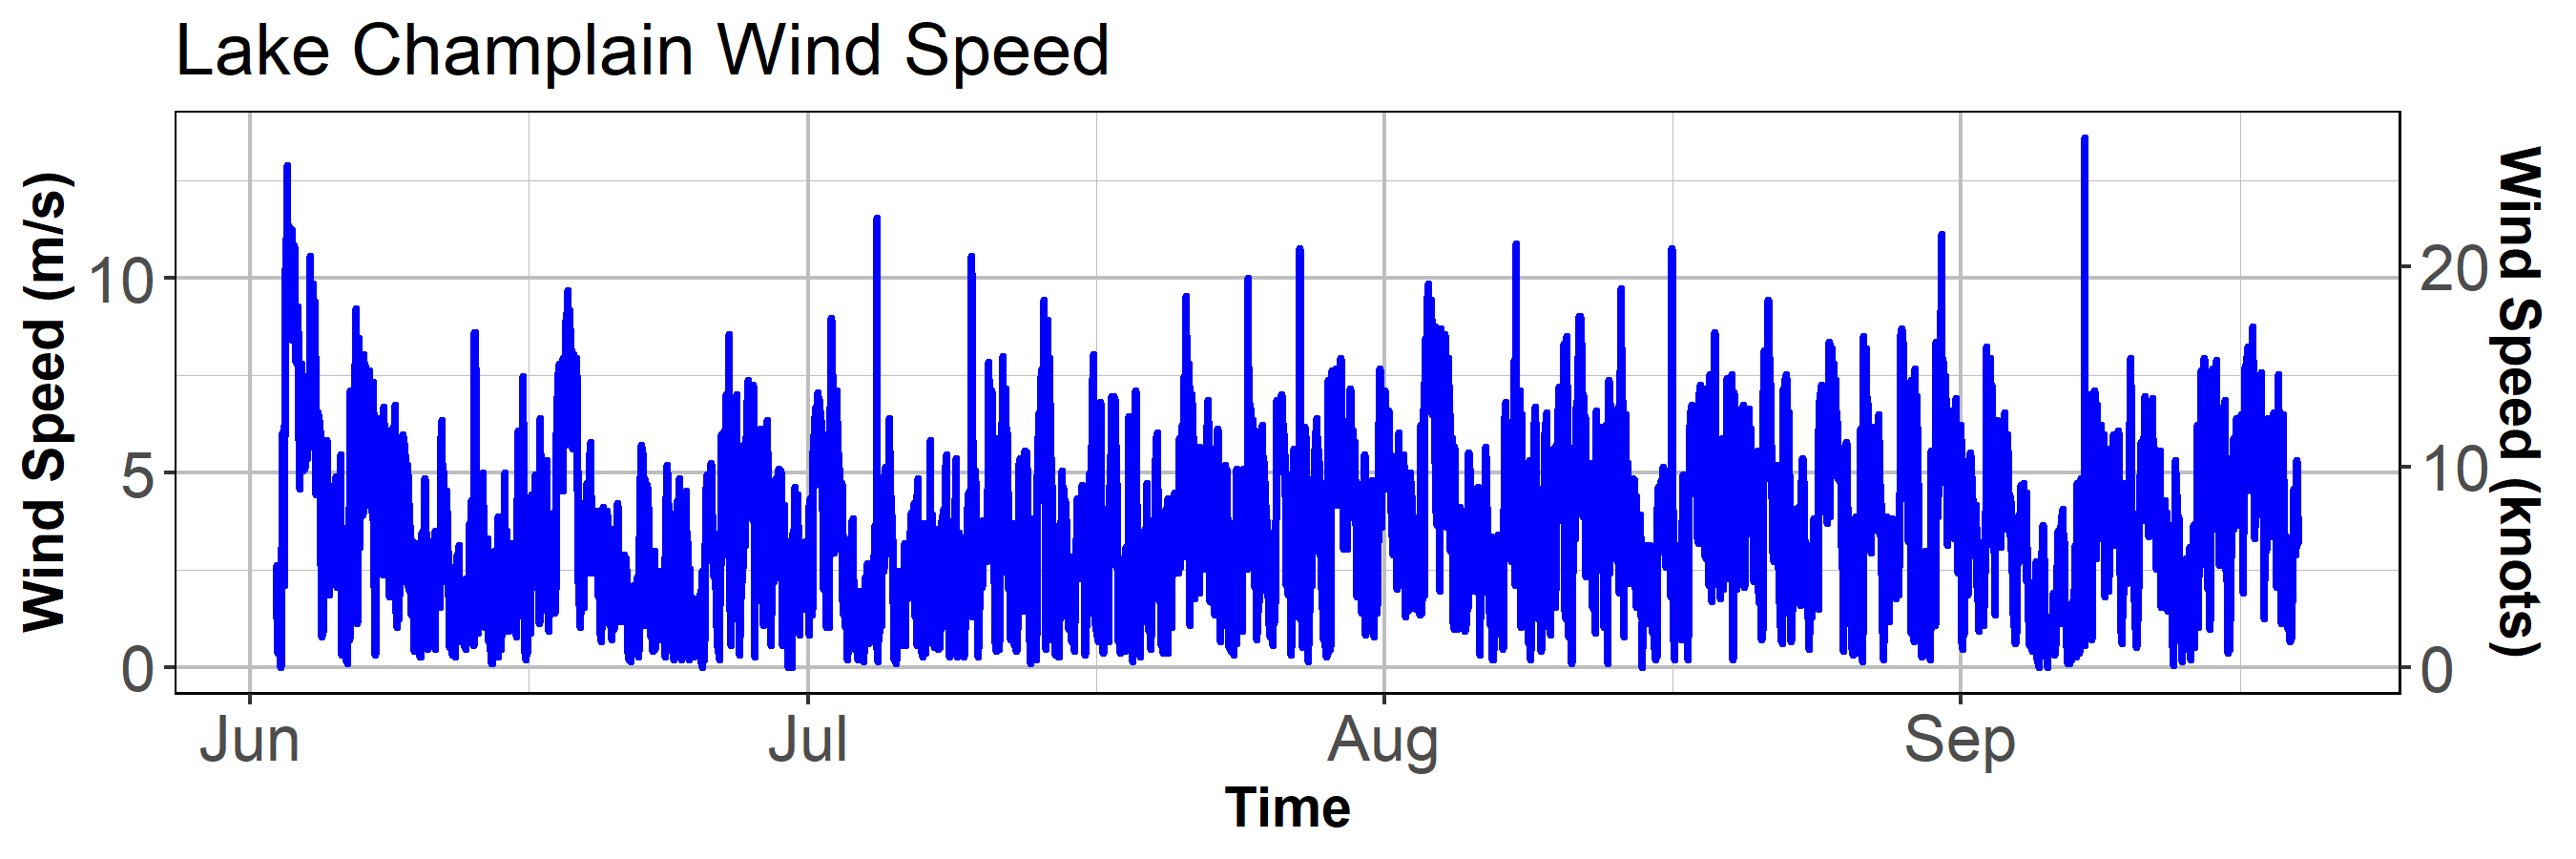 Lake Champlain Wind Speed
Wind Speed (m/s)
10
5
0
20
10
0
Wind Speed (knots)
Jun Jul Aug Sep
Time